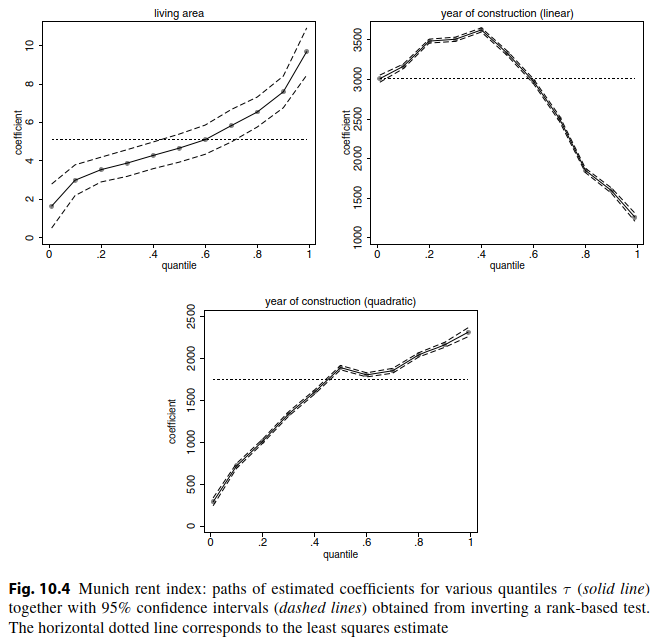 living area
coefficient
0 2 4 6 8 10
0 .2 .4 .6 .8 1
quantile
year of construction (linear)
coefficient
1000 1500 2000 2500 3000 3500
0 .2 .4 .6 .8 1
quantile
year of construction (quadratic)
coefficient
0 500 1000 1500 2000 2500
0 .2 .4 .6 .8 1
quantile
Fig. 10.4 Munich rent index: paths of estimated coefficients for various quantiles τ (solid line)
together with 95% confidence intervals (dashed lines) obtained from inverting a rank-based test.
The horizontal dotted line corresponds to the least squares estimate